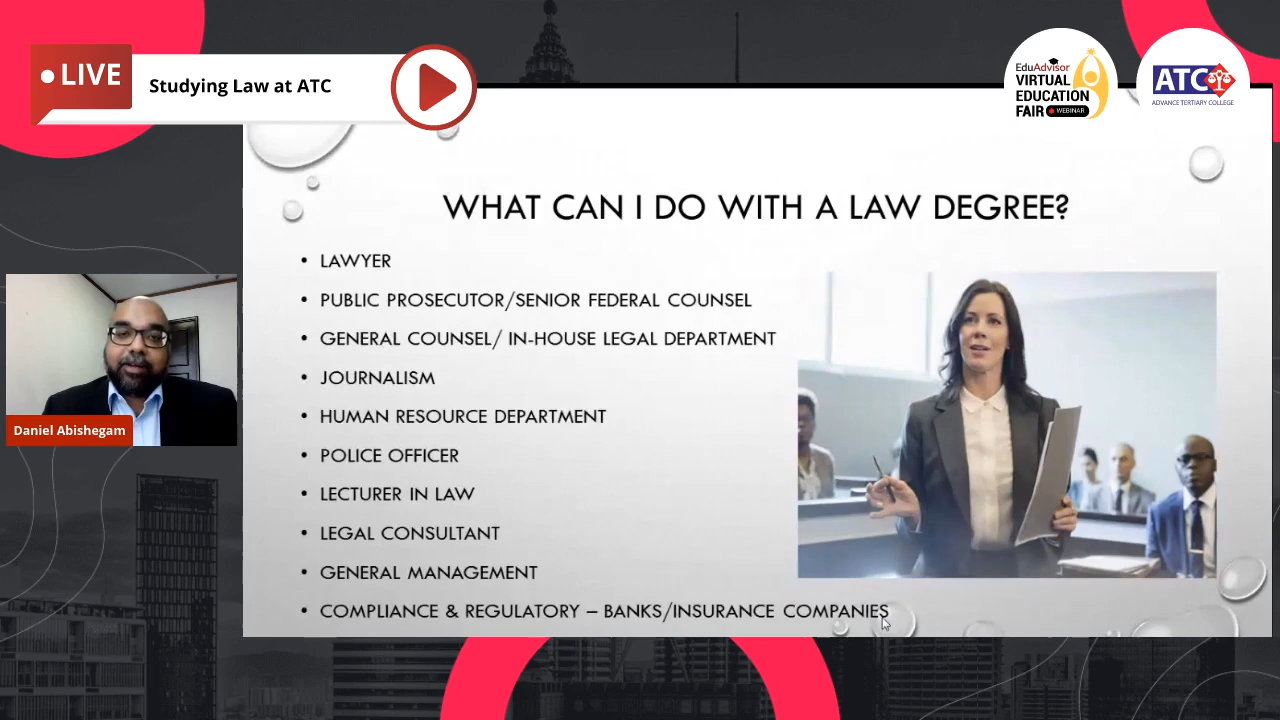 LIVE
Studying Law at ATC
EduAdvisor
VIRTUAL
EDUCATION
FAIR WEBINAR
ATC
ADVANCE TERTIARY COLLEGE
WHAT CAN I DO WITH A LAW DEGREE?
• LAWYER
• PUBLIC PROSECUTOR/SENIOR FEDERAL COUNSEL
• GENERAL COUNSEL/ IN-HOUSE LEGAL DEPARTMENT
• JOURNALISM
• HUMAN RESOURCE DEPARTMENT
• POLICE OFFICER
• LECTURER IN LAW
• LEGAL CONSULTANT
• GENERAL MANAGEMENT
• COMPLIANCE & REGULATORY – BANKS/INSURANCE COMPANIES
Daniel Abishegam